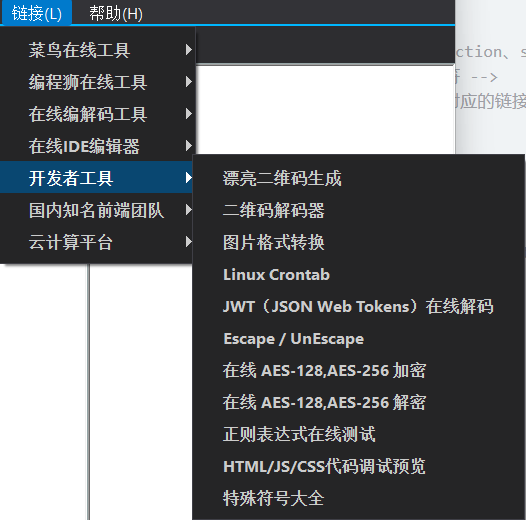 链接(L) 帮助(H)
菜鸟在线工具
编程狮在线工具
在线编解码工具
在线IDE编辑器
开发者工具
国内知名前端团队
云计算平台
漂亮二维码生成
二维码解码器
图片格式转换
Linux Crontab
JWT（JSON Web Tokens）在线解码
Escape / UnEscape
在线 AES-128,AES-256 加密
在线 AES-128,AES-256 解密
正则表达式在线测试
HTML/JS/CSS代码调试预览
特殊符号大全
ction、s
-->
对应的链接